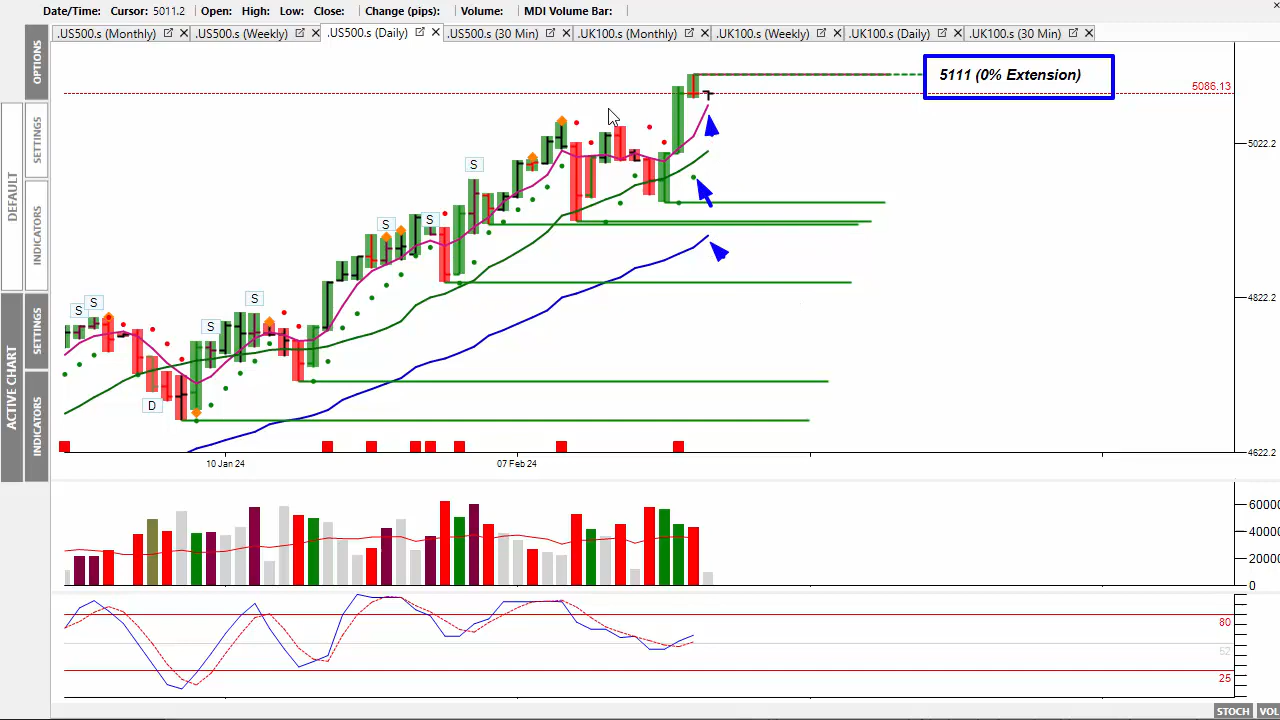 Date/Time: Cursor: 5011.2 Open: High: Low: Close: Change (pips): Volume: MDI Volume Bar:
.US500.s (Monthly) .US500.s (Weekly) .US500.s (Daily) .US500.s (30 Min) .UK100.s (Monthly) .UK100.s (Weekly) .UK100.s (Daily) .UK100.s (30 Min)
OPTIONS
SETTINGS
DEFAULT
INDICATORS
SETTINGS
ACTIVE CHART
INDICATORS
5111 (0% Extension)
5086.13
5022.2
4822.2
4622.2
S
S
S
S
S
S
S
D
10 Jan 24
07 Feb 24
60000
40000
20000
0
80
52
25
STOCH VOL